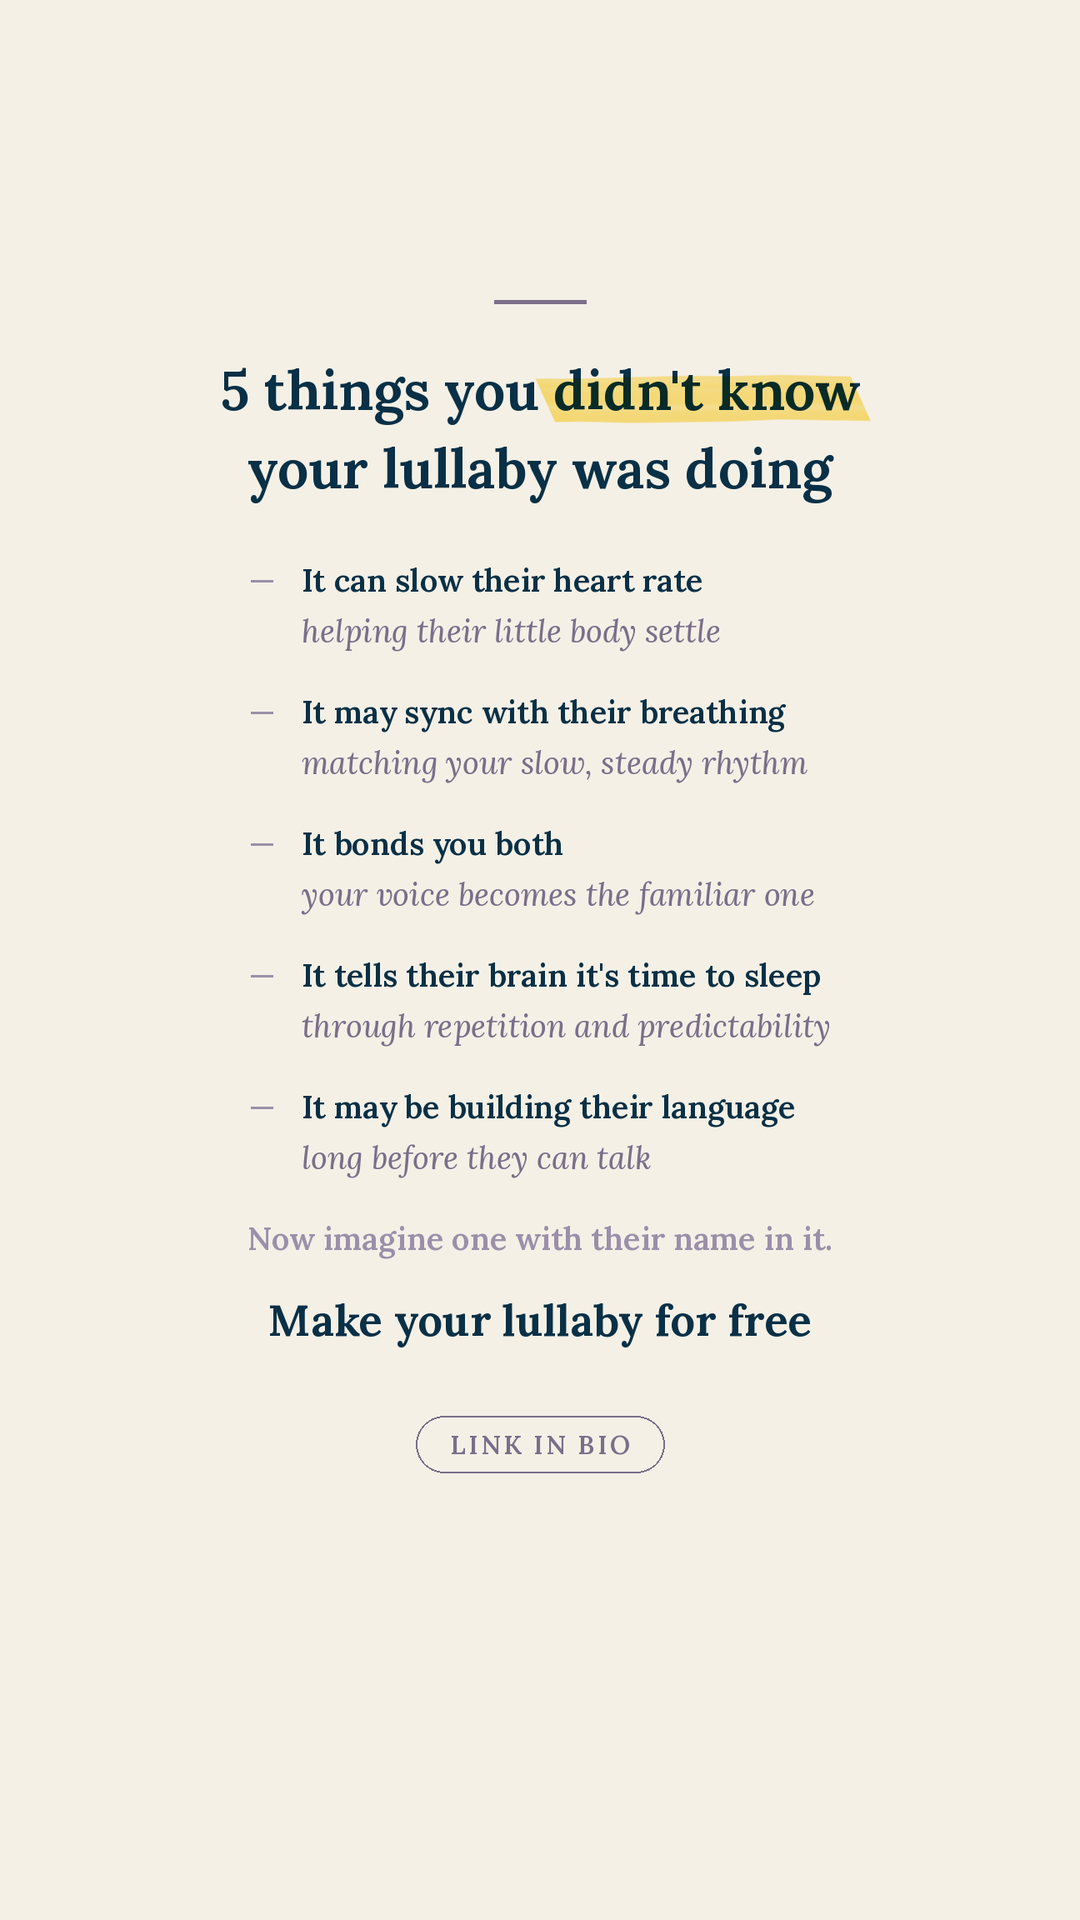 5 things you didn't know
your lullaby was doing
— It can slow their heart rate
helping their little body settle
— It may sync with their breathing
matching your slow, steady rhythm
— It bonds you both
your voice becomes the familiar one
— It tells their brain it's time to sleep
through repetition and predictability
— It may be building their language
long before they can talk
Now imagine one with their name in it.
Make your lullaby for free
LINK IN BIO